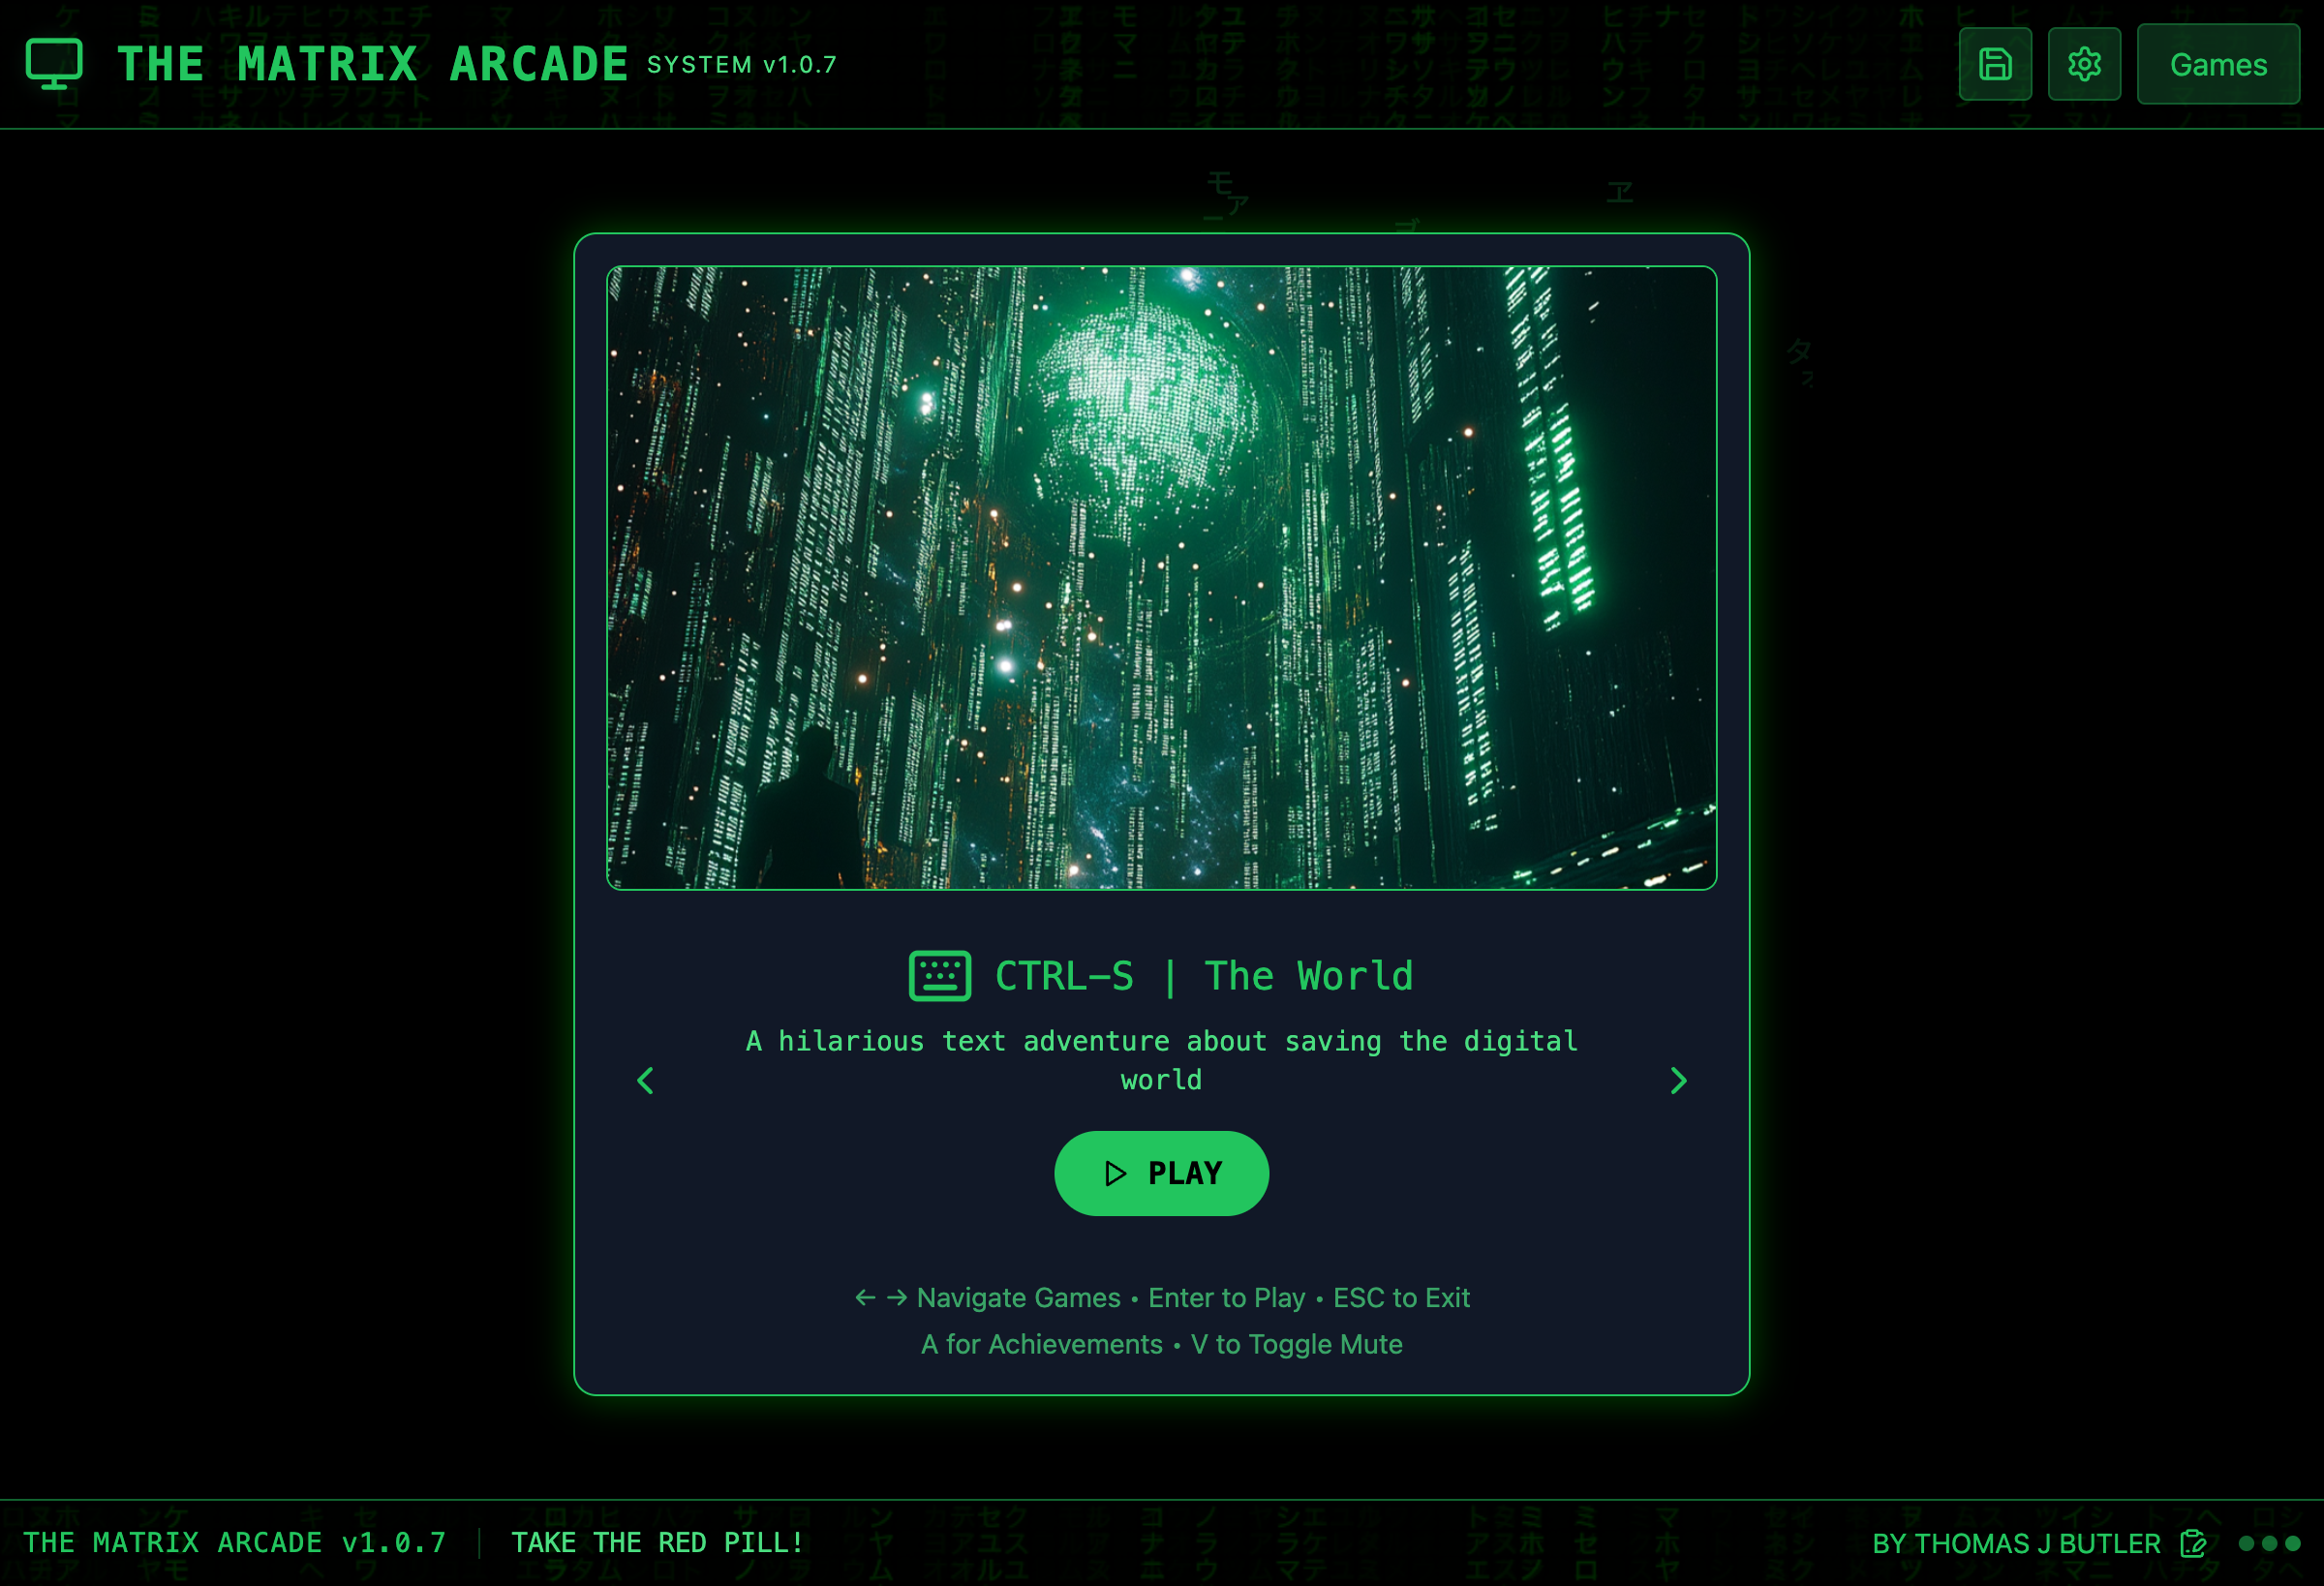 THE MATRIX ARCADE SYSTEM v1.0.7
Games
CTRL-S | The World
A hilarious text adventure about saving the digital
world
PLAY
← → Navigate Games • Enter to Play • ESC to Exit
A for Achievements • V to Toggle Mute
THE MATRIX ARCADE v1.0.7 | TAKE THE RED PILL!
BY THOMAS J BUTLER